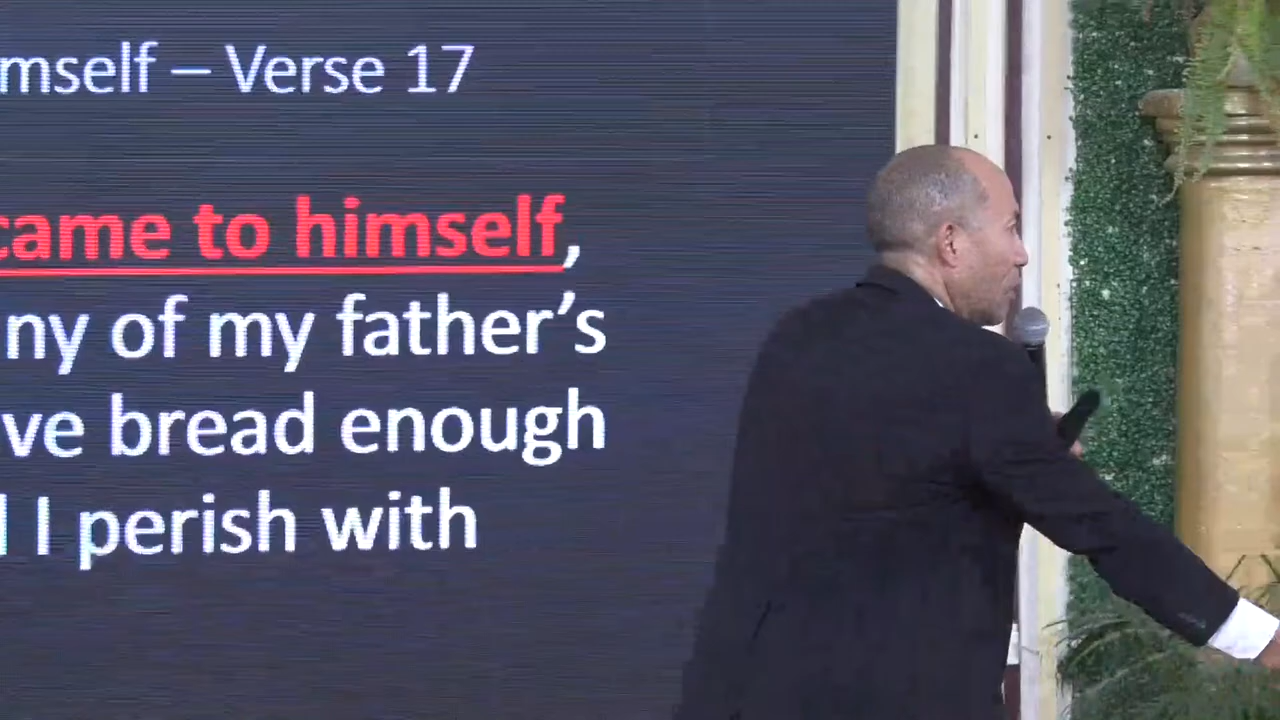 mself – Verse 17
came to himself,
ny of my father’s
ve bread enough
I perish with